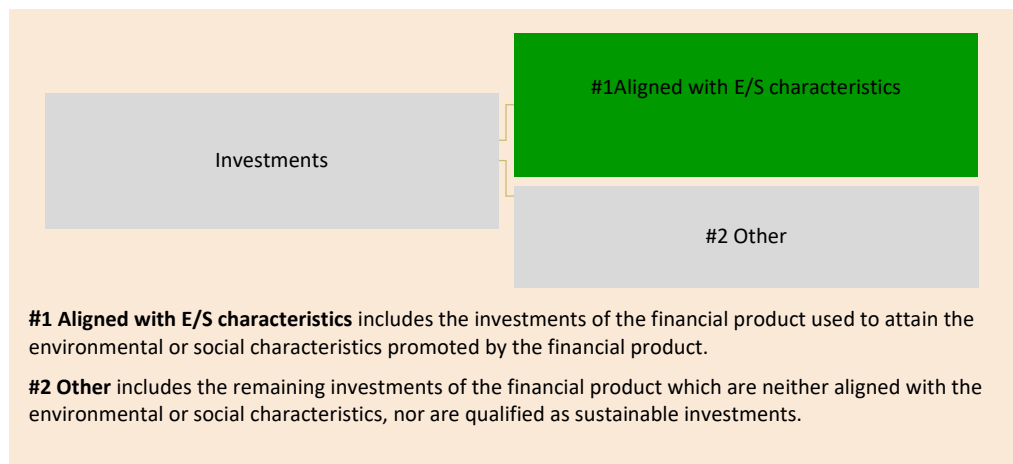 #1Aligned with E/S characteristics
Investments
#2 Other
#1 Aligned with E/S characteristics includes the investments of the financial product used to attain the
environmental or social characteristics promoted by the financial product.
#2 Other includes the remaining investments of the financial product which are neither aligned with the
environmental or social characteristics, nor are qualified as sustainable investments.